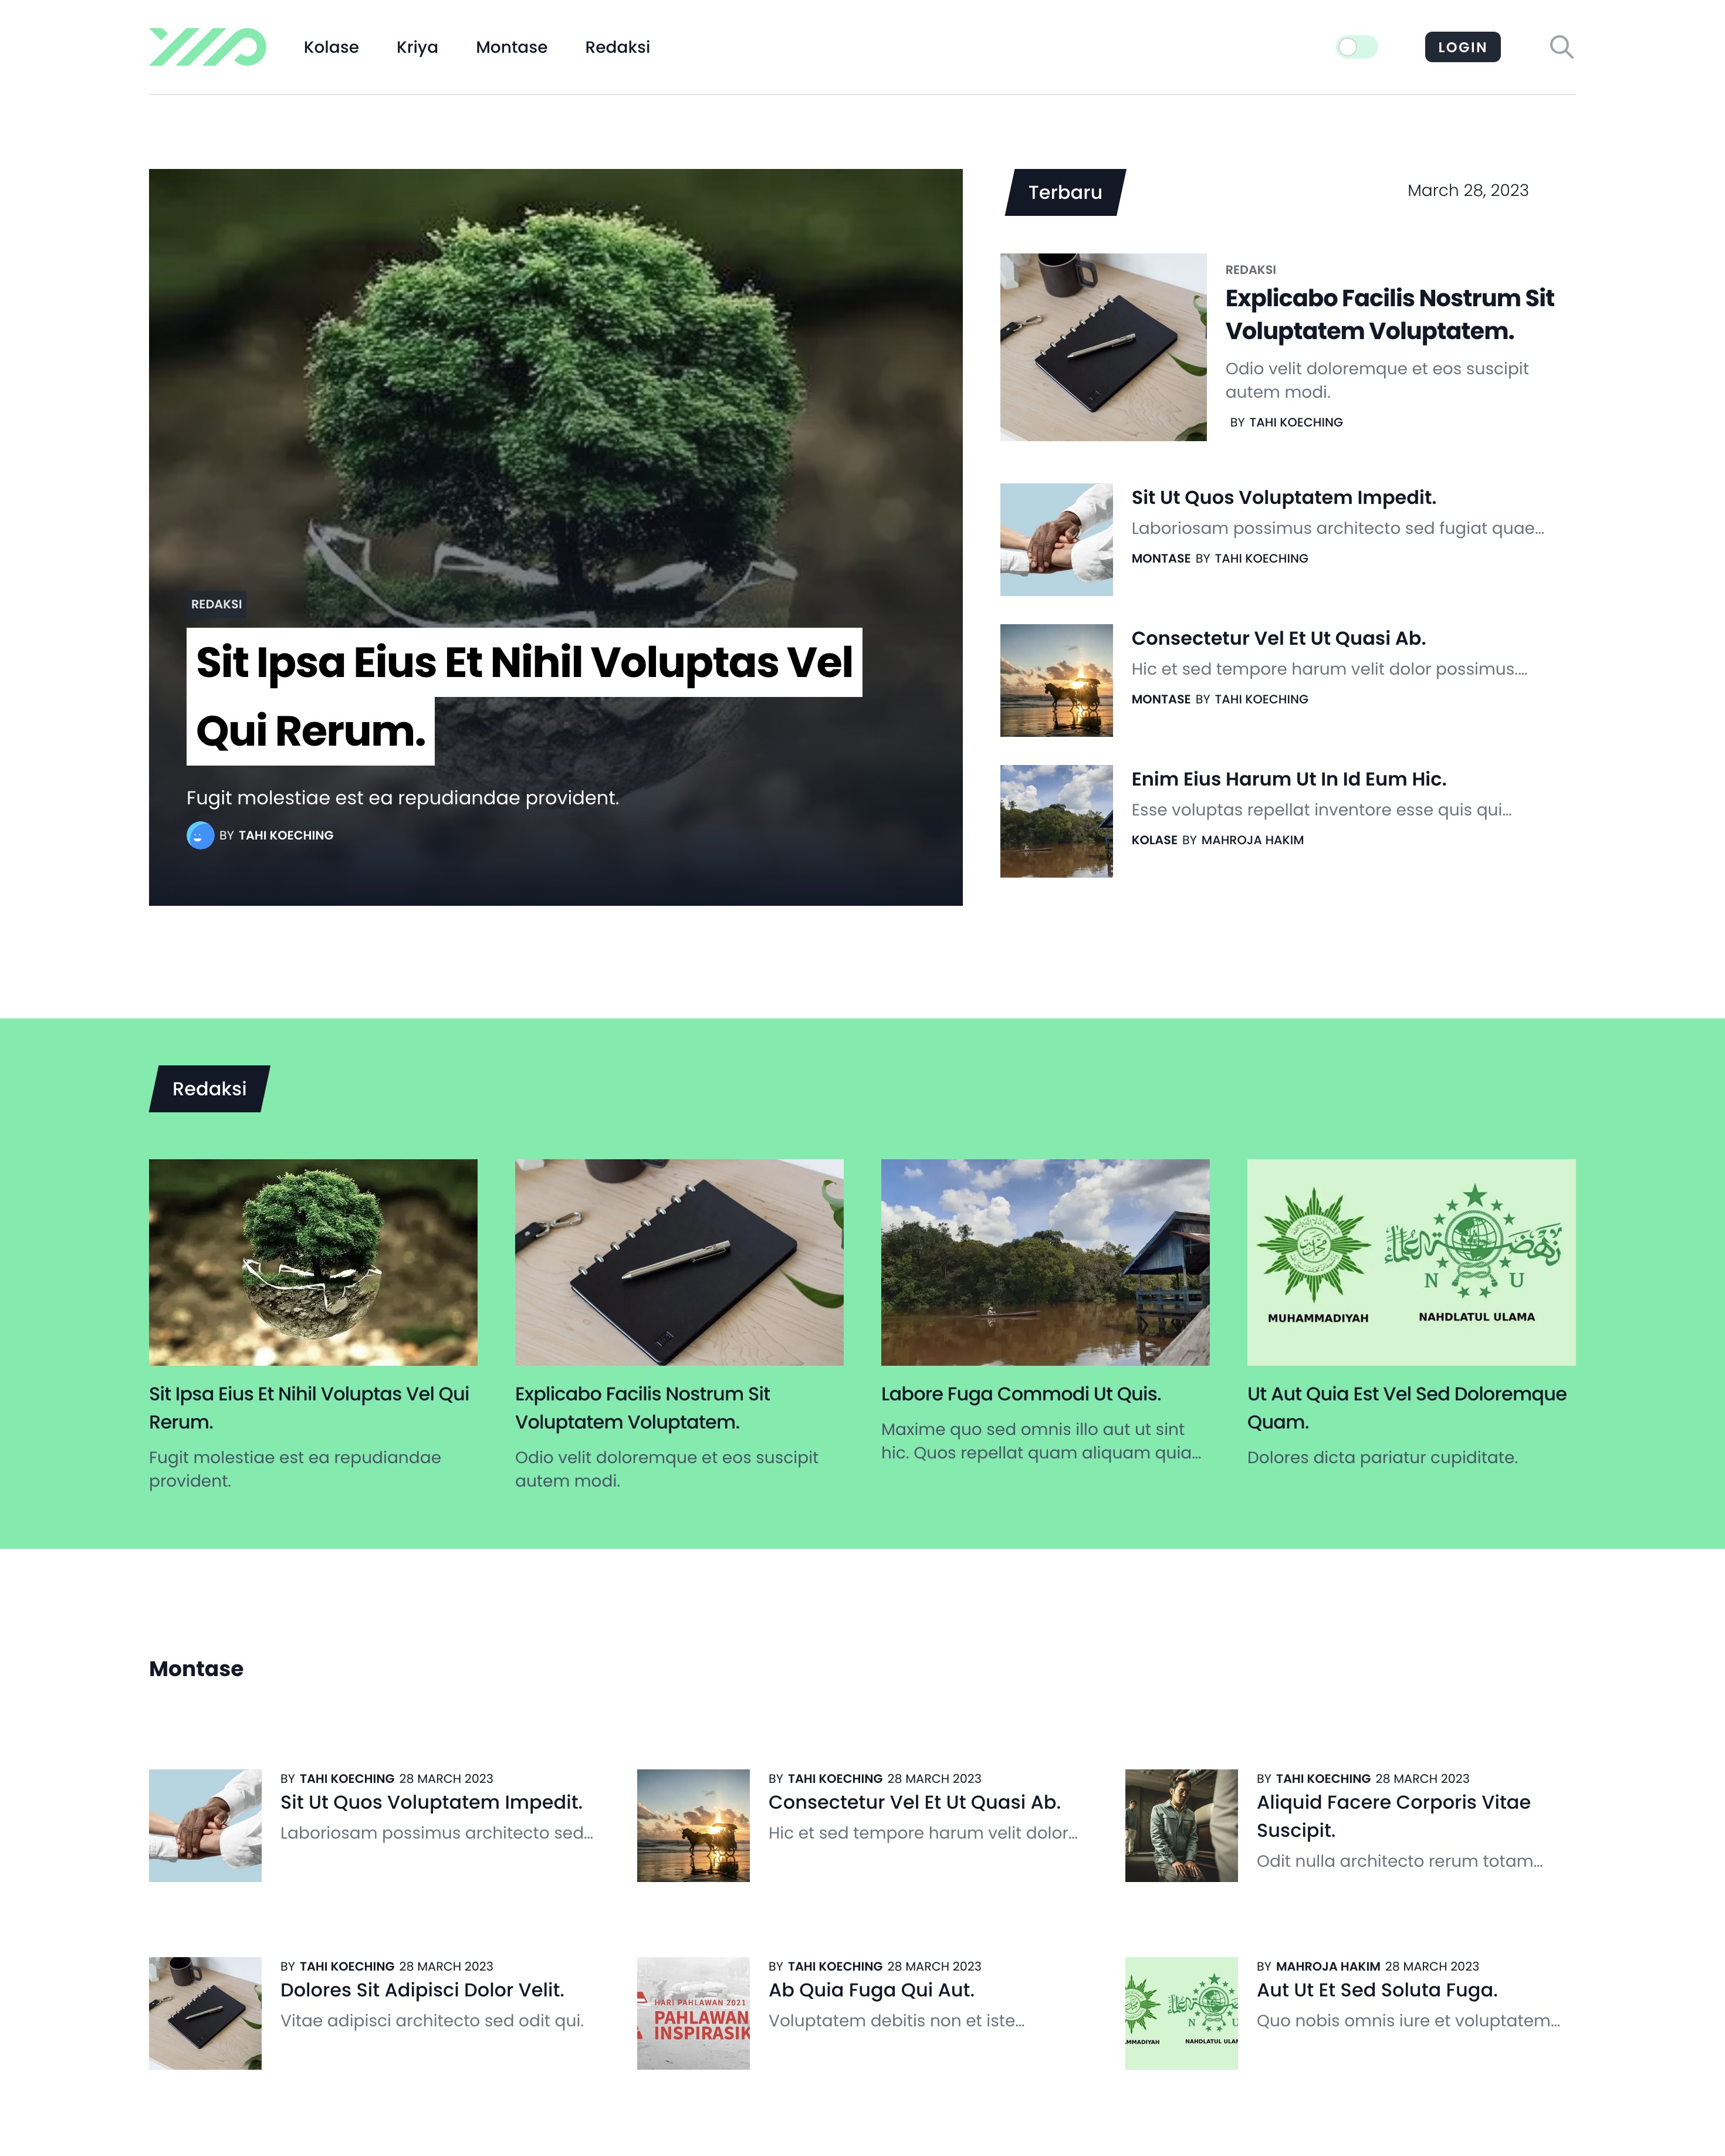 Kolase
Kriya
Montase
Redaksi
LOGIN
REDAKSI
Sit Ipsa Eius Et Nihil Voluptas Vel
Qui Rerum.
Fugit molestiae est ea repudiandae provident.
BY TAHI KOECHING
Terbaru
March 28, 2023
REDAKSI
Explicabo Facilis Nostrum Sit
Voluptatem Voluptatem.
Odio velit doloremque et eos suscipit
autem modi.
BY TAHI KOECHING
Sit Ut Quos Voluptatem Impedit.
Laboriosam possimus architecto sed fugiat quae...
MONTASE BY TAHI KOECHING
Consectetur Vel Et Ut Quasi Ab.
Hic et sed tempore harum velit dolor possimus....
MONTASE BY TAHI KOECHING
Enim Eius Harum Ut In Id Eum Hic.
Esse voluptas repellat inventore esse quis qui...
KOLASE BY MAHROJA HAKIM
Redaksi
Sit Ipsa Eius Et Nihil Voluptas Vel Qui
Rerum.
Fugit molestiae est ea repudiandae
provident.
Explicabo Facilis Nostrum Sit
Voluptatem Voluptatem.
Odio velit doloremque et eos suscipit
autem modi.
Labore Fuga Commodi Ut Quis.
Maxime quo sed omnis illo aut ut sint
hic. Quos repellat quam aliquam quia...
N U
MUHAMMADIYAH
NAHDLATUL ULAMA
Ut Aut Quia Est Vel Sed Doloremque
Quam.
Dolores dicta pariatur cupiditate.
Montase
BY TAHI KOECHING 28 MARCH 2023
Sit Ut Quos Voluptatem Impedit.
Laboriosam possimus architecto sed...
BY TAHI KOECHING 28 MARCH 2023
Consectetur Vel Et Ut Quasi Ab.
Hic et sed tempore harum velit dolor...
BY TAHI KOECHING 28 MARCH 2023
Aliquid Facere Corporis Vitae
Suscipit.
Odit nulla architecto rerum totam...
BY TAHI KOECHING 28 MARCH 2023
Dolores Sit Adipisci Dolor Velit.
Vitae adipisci architecto sed odit qui.
HARI PAHLAWAN 2021
PAHLAWAN
INSPIRASIK
BY TAHI KOECHING 28 MARCH 2023
Ab Quia Fuga Qui Aut.
Voluptatem debitis non et iste...
N U
MMADIYAH
NAHDLATUL ULAM
BY MAHROJA HAKIM 28 MARCH 2023
Aut Ut Et Sed Soluta Fuga.
Quo nobis omnis iure et voluptatem...